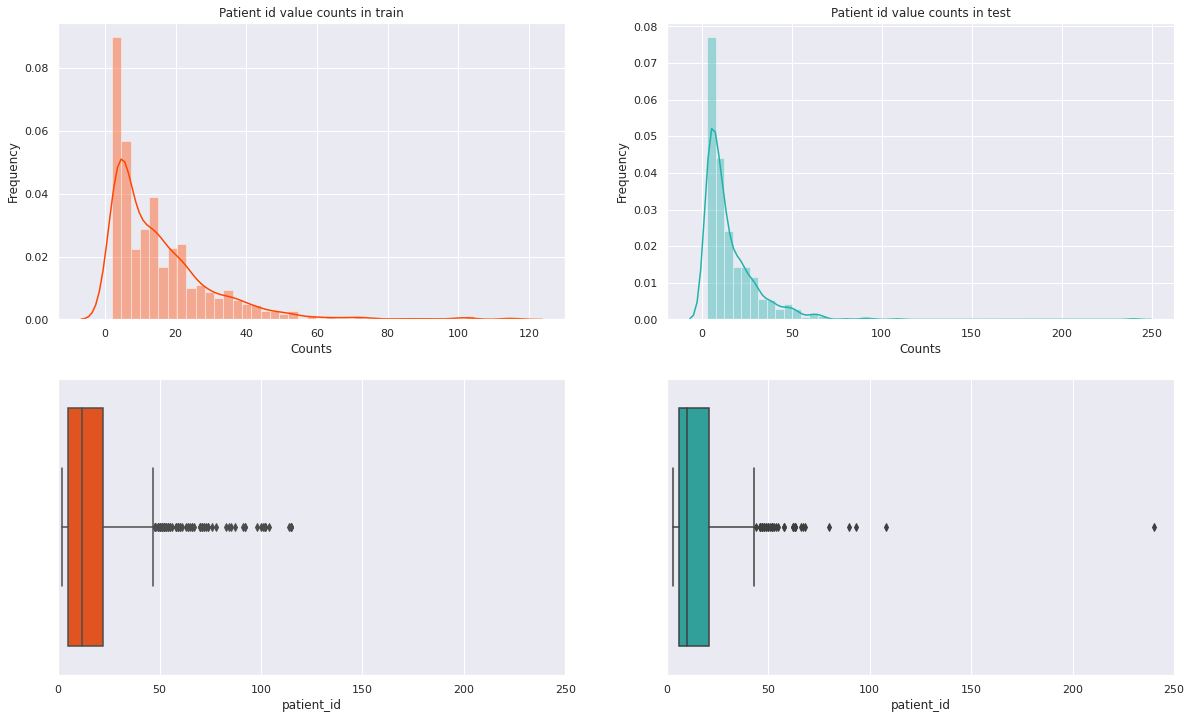 Patient id value counts in train
0.08
0.06
0.04
0.02
0.00
Frequency
0 20 40 60 80 100 120
Counts
Patient id value counts in test
0.08
0.07
0.06
0.05
0.04
0.03
0.02
0.01
0.00
Frequency
0 50 100 150 200 250
Counts
0 50 100 150 200 250
patient_id
0 50 100 150 200 250
patient_id